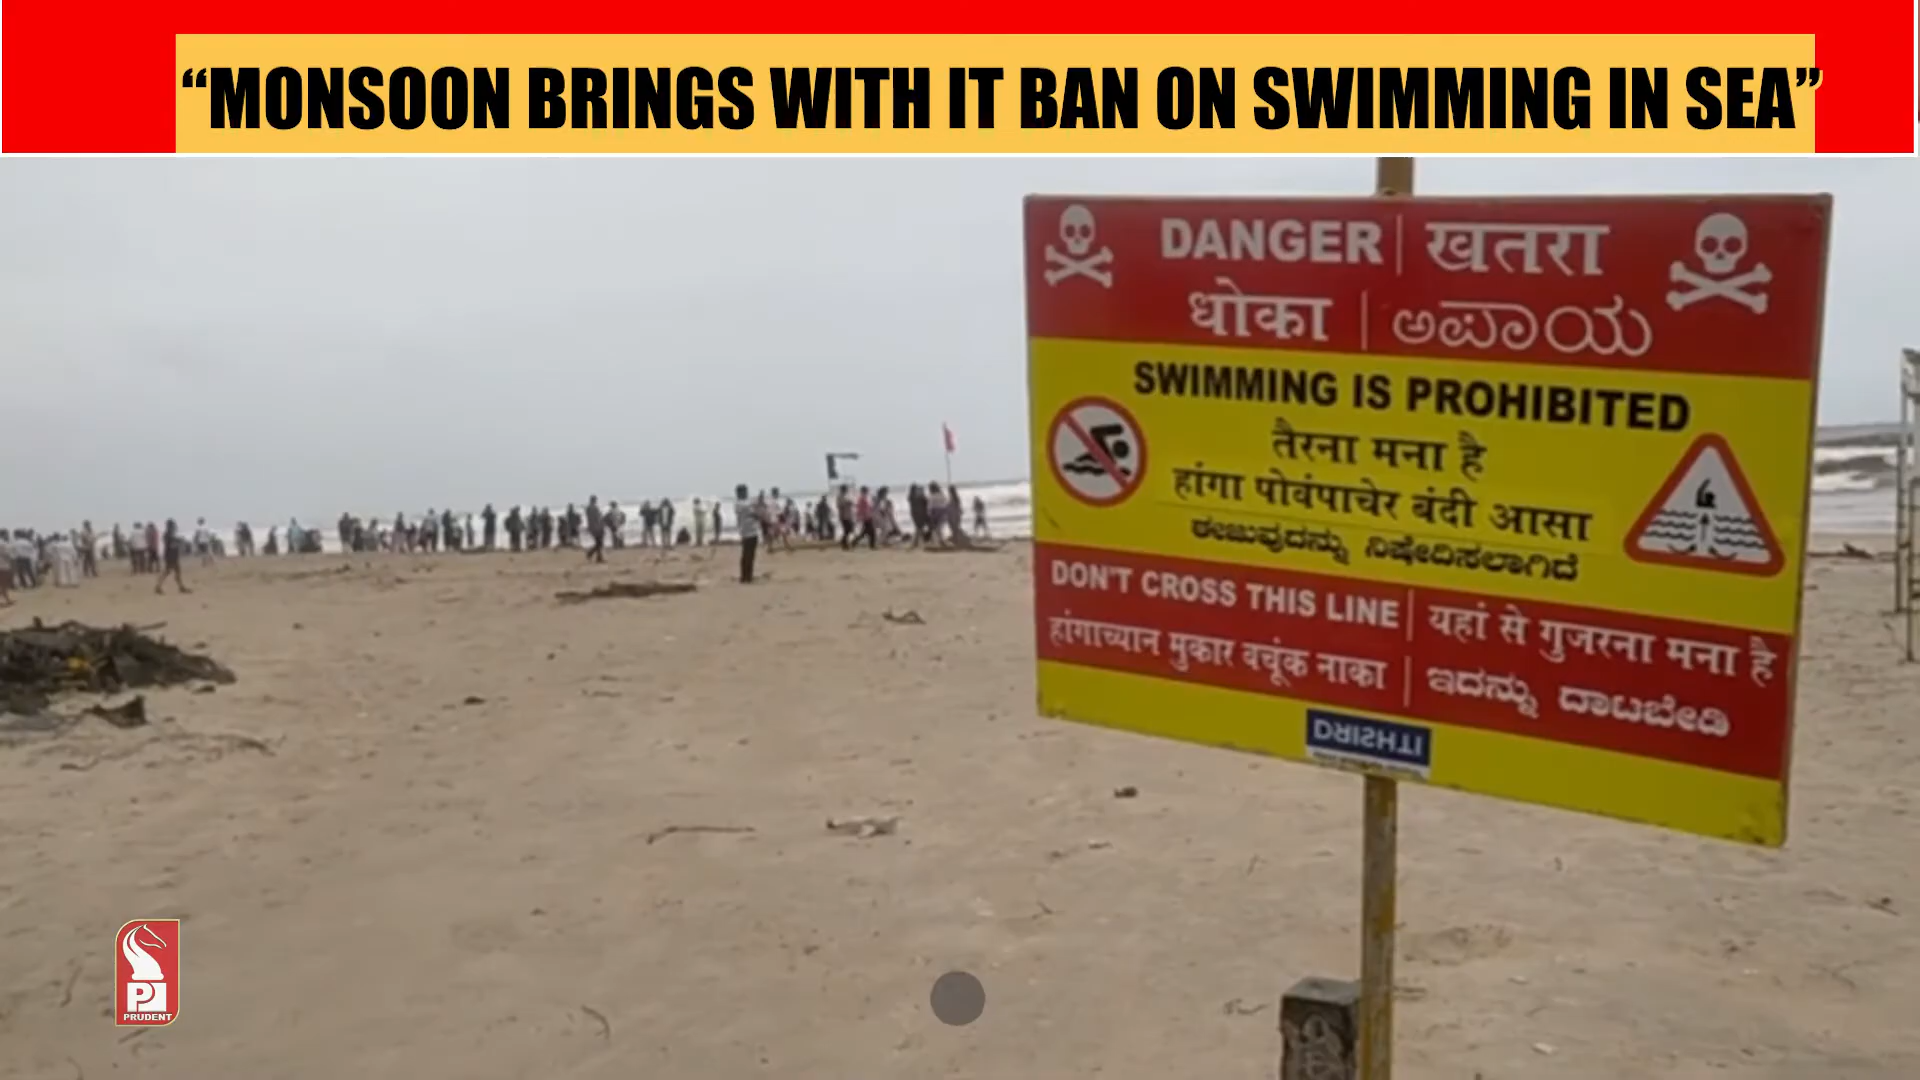 “MONSOON BRINGS WITH IT BAN ON SWIMMING IN SEA”
DANGER | खतरा
धोका | ಅಪಾಯ
SWIMMING IS PROHIBITED
तैरना मना है
हांगा पोवंपाचेर बंदी आसा
ಈಜುವುದನ್ನು ನಿಷೇದಿಸಲಾಗಿದೆ
DON'T CROSS THIS LINE | यहां से गुजरना मना है
हांगाच्यान मुकार वचूंक नाका | ಇದನ್ನು ದಾಟಬೇಡಿ
DRISHTI
P
PRUDENT